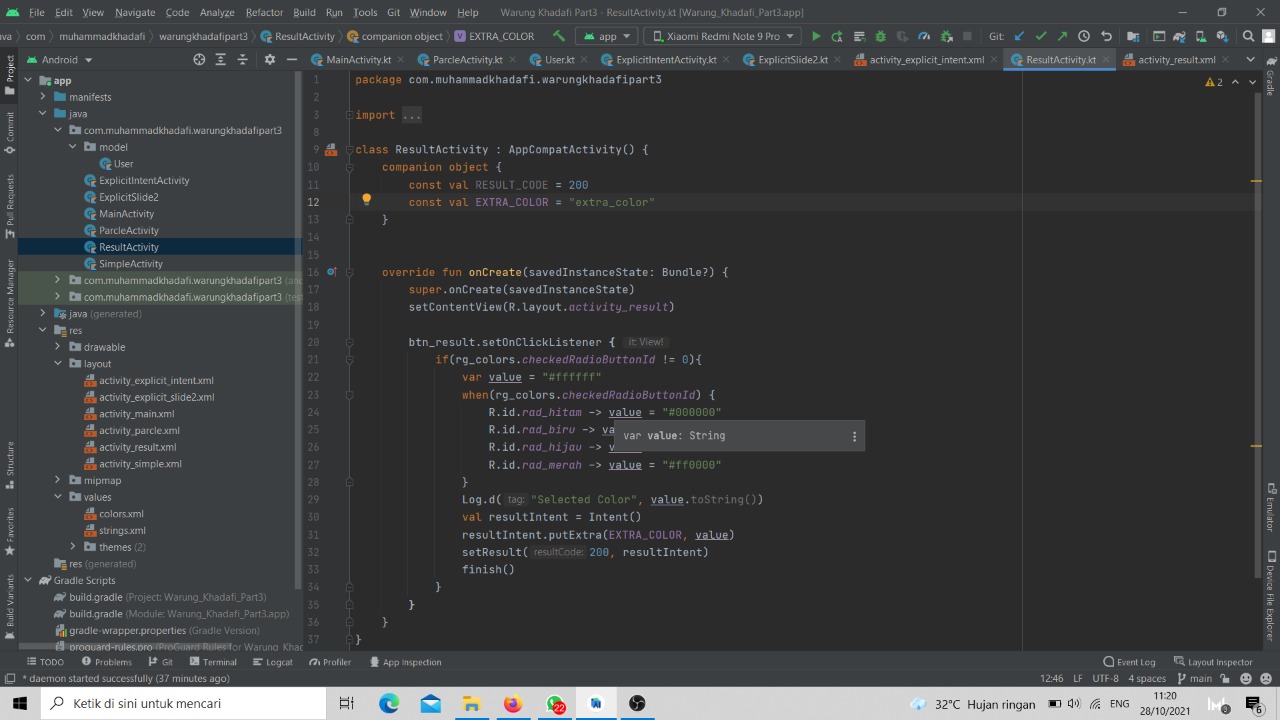 File Edit View Navigate Code Analyze Refactor Build Run Tools Git Window Help Warung Khadafi Part3 - ResultActivity.kt [Warung_Khadafi_Part3.app]
com muhammadkhadafi warungkhadafipart3 ResultActivity.kt companion object EXTRA_COLOR app Xiaomi Redmi Note 9 Pro Git:
Android MainActivity.kt ParcleActivity.kt User.kt ExplicitIntentActivity.kt ExplicitSlide2.kt activity_explicit_intent.xml ResultActivity.kt activity_result.xml
Project
Commit
Pull Requests
Resource Manager
Structure
Favorites
Build Variants
app
manifests
java
com.muhammadkhadafi.warungkhadafipart3
model
User
ExplicitIntentActivity
ExplicitSlide2
MainActivity
ParcleActivity
ResultActivity
SimpleActivity
com.muhammadkhadafi.warungkhadafipart3
com.muhammadkhadafi.warungkhadafipart3
java (generated)
res
drawable
layout
activity_explicit_intent.xml
activity_explicit_slide2.xml
activity_main.xml
activity_parcle.xml
activity_result.xml
activity_simple.xml
mipmap
values
colors.xml
strings.xml
themes (2)
res (generated)
Gradle Scripts
build.gradle (Project: Warung_Khadafi_Part3)
build.gradle (Module: Warung_Khadafi_Part3.app)
gradle-wrapper.properties (Gradle Version)
proguard-rules.pro (ProGuard Rules for Warung_Khad
1 package com.muhammadkhadafi.warungkhadafipart3
2
3 import ...
8
9 class ResultActivity : AppCompatActivity() {
10 companion object {
11 const val RESULT_CODE = 200
12 const val EXTRA_COLOR = "extra_color"
13 }
14
15
16 override fun onCreate(savedInstanceState: Bundle?) {
17 super.onCreate(savedInstanceState)
18 setContentView(R.layout.activity_result)
19
20 btn_result.setOnClickListener { it: View!
21 if(rg_colors.checkedRadioButtonId != 0){
22 var value = "#ffffff"
23 when(rg_colors.checkedRadioButtonId) {
24 R.id.rad_hitam -> value = "#000000"
25 R.id.rad_biru -> va
26 R.id.rad_hijau -> v
27 R.id.rad_merah -> value = "#ff0000"
28 }
29 Log.d( tag: "Selected Color", value.toString())
30 val resultIntent = Intent()
31 resultIntent.putExtra(EXTRA_COLOR, value)
32 setResult( resultCode: 200, resultIntent)
33 finish()
34 }
35 }
36 }
37 }
var value: String
2
Gradle
Emulator
Device File Explorer
TODO Problems Git Terminal Logcat Profiler App Inspection Event Log Layout Inspector
* daemon started successfully (37 minutes ago) 12:46 LF UTF-8 4 spaces main
Ketik di sini untuk mencari 22 32°C Hujan ringan ENG 11:20 28/10/2021 6